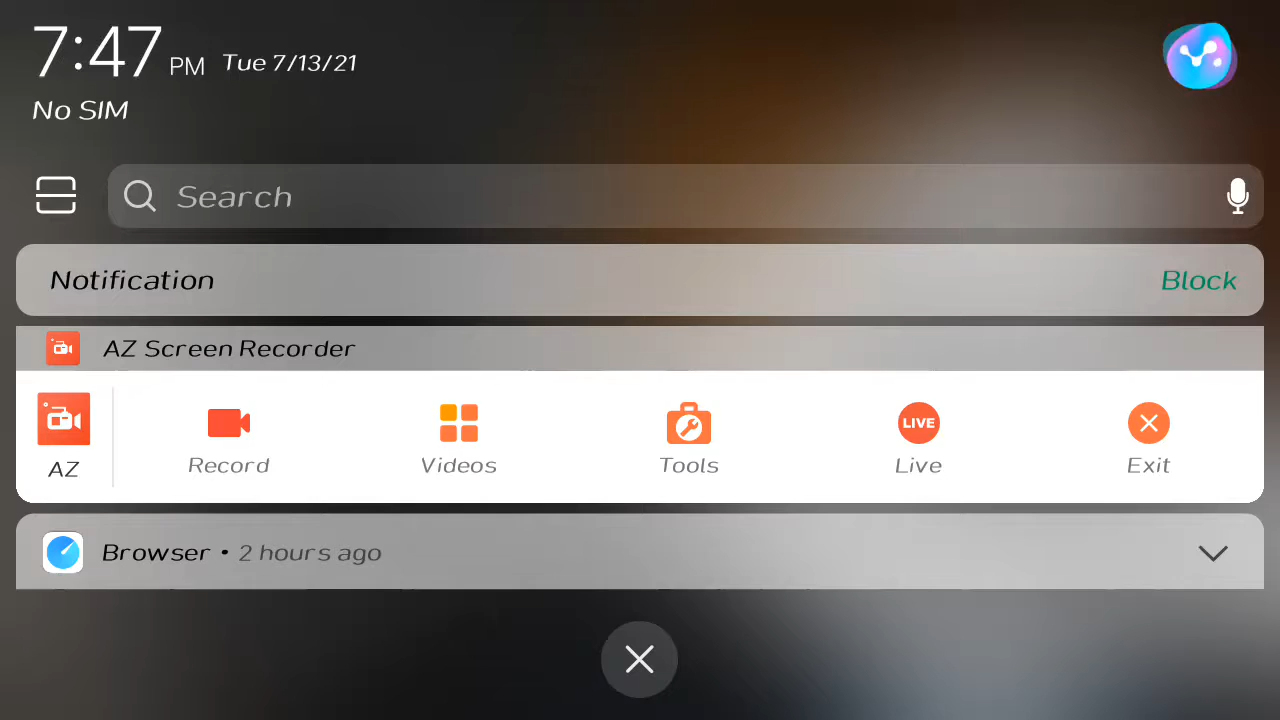 7:47 PM Tue 7/13/21
No SIM
Search
Notification Block
AZ Screen Recorder
AZ Record Videos Tools LIVE Live Exit
Browser • 2 hours ago